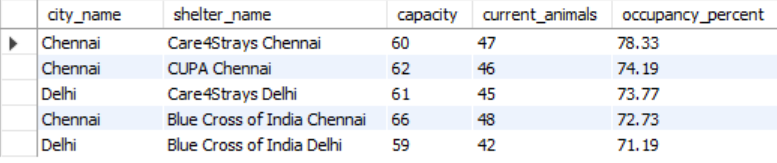 city_name shelter_name capacity current_animals occupancy_percent
Chennai Care4Strays Chennai 60 47 78.33
Chennai CUPA Chennai 62 46 74.19
Delhi Care4Strays Delhi 61 45 73.77
Chennai Blue Cross of India Chennai 66 48 72.73
Delhi Blue Cross of India Delhi 59 42 71.19